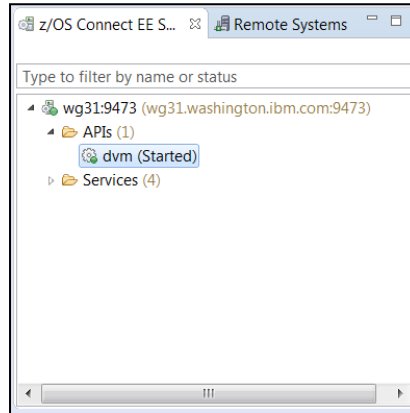 z/OS Connect EE S... Remote Systems
Type to filter by name or status
wg31:9473 (wg31.washington.ibm.com:9473)
APIs (1)
dvm (Started)
Services (4)